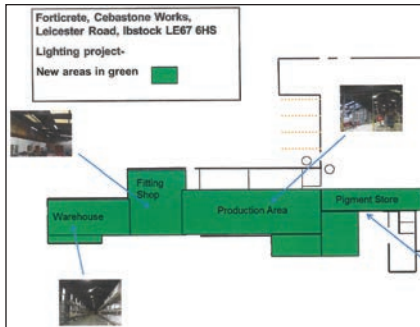 Forticrete, Cebastone Works,
Leicester Road, Ibstock LE67 6HS
Lighting project-
New areas in green
Fitting
Shop
Warehouse
Production Area
Pigment Store